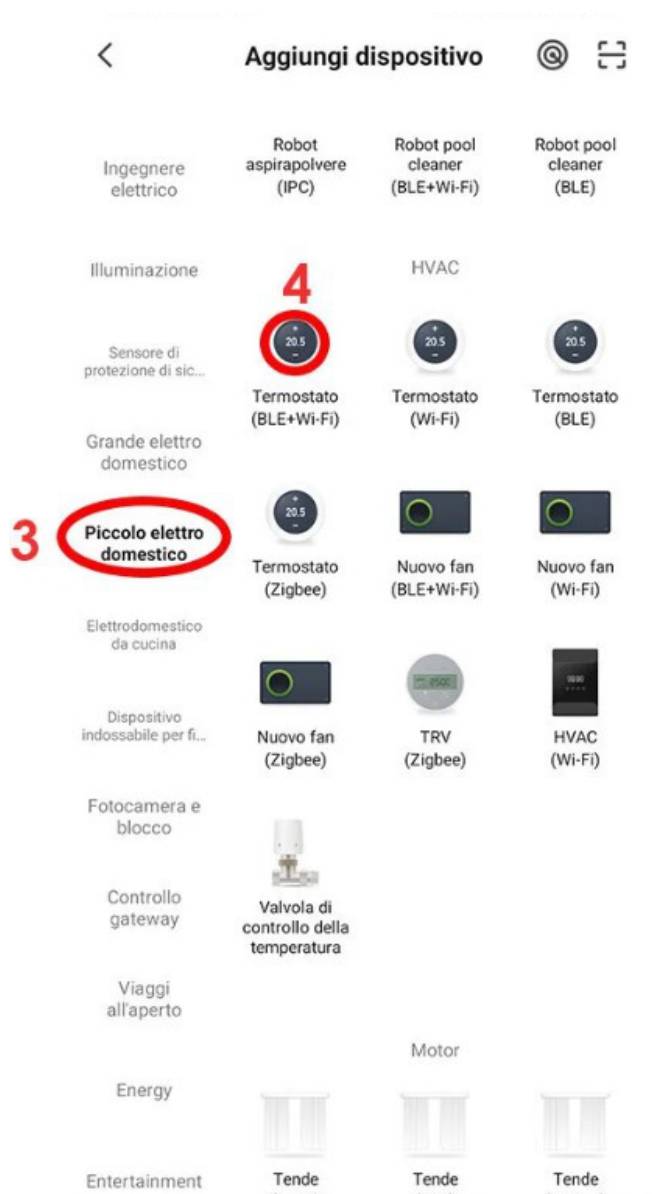 Aggiungi dispositivo
Ingegnere
elettrico
Illuminazione
Sensore di
protezione di sic...
Grande elettro
domestico
3
Piccolo elettro
domestico
Elettrodomestico
da cucina
Dispositivo
indossabile per fi...
Fotocamera e
blocco
Controllo
gateway
Viaggi
all'aperto
Energy
Entertainment
Robot
aspirapolvere
(IPC)
Robot pool
cleaner
(BLE+Wi-Fi)
Robot pool
cleaner
(BLE)
HVAC
4
20.5
Termostato
(BLE+Wi-Fi)
20.5
Termostato
(Wi-Fi)
20.5
Termostato
(BLE)
20.5
Termostato
(Zigbee)
Nuovo fan
(BLE+Wi-Fi)
Nuovo fan
(Wi-Fi)
Nuovo fan
(Zigbee)
TRV
(Zigbee)
HVAC
(Wi-Fi)
Valvola di
controllo della
temperatura
Motor
Tende
Tende
Tende